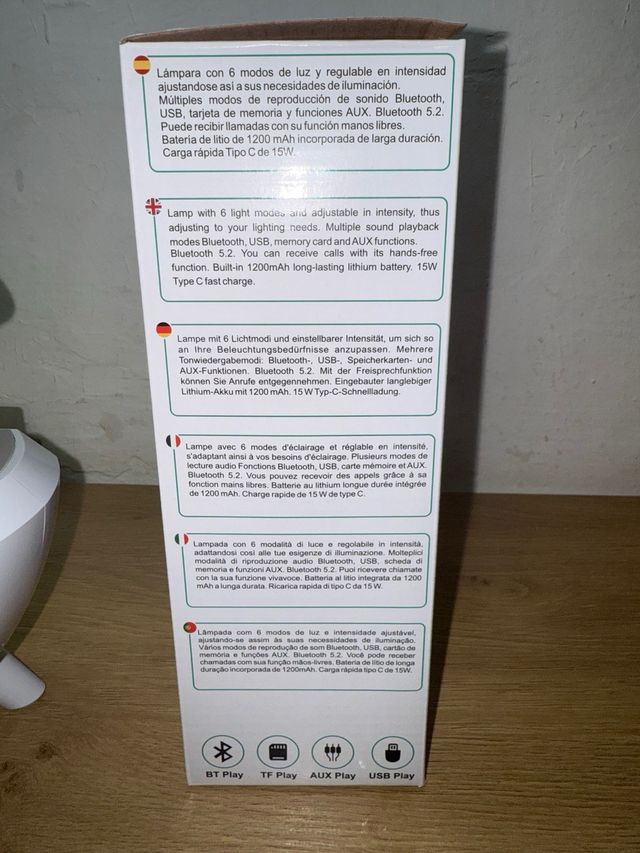 Lámpara con 6 modos de luz y regulable en intensidad
ajustandose así a sus necesidades de iluminación.
Múltiples modos de reproducción de sonido Bluetooth,
USB, tarjeta de memoria y funciones AUX. Bluetooth 5.2.
Puede recibir llamadas con su función manos libres.
Batería de litio de 1200 mAh incorporada de larga duración.
Carga rápida Tipo C de 15W.
Lamp with 6 light modes and adjustable in intensity, thus
adjusting to your lighting needs. Multiple sound playback
modes Bluetooth, USB, memory card and AUX functions.
Bluetooth 5.2. You can receive calls with its hands-free
function. Built-in 1200mAh long-lasting lithium battery. 15W
Type C fast charge.
Lampe mit 6 Lichtmodi und einstellbarer Intensität, um sich so
an Ihre Beleuchtungsbedürfnisse anzupassen. Mehrere
Tonwiedergabemodi: Bluetooth-, USB-, Speicherkarten- und
AUX-Funktionen. Bluetooth 5.2. Mit der Freisprechfunktion
können Sie Anrufe entgegennehmen. Eingebauter langlebiger
Lithium-Akku mit 1200 mAh. 15 W Typ-C-Schnellladung.
Lampe avec 6 modes d'éclairage et réglable en intensité,
s'adaptant ainsi à vos besoins d'éclairage. Plusieurs modes de
lecture audio Fonctions Bluetooth, USB, carte mémoire et AUX.
Bluetooth 5.2. Vous pouvez recevoir des appels grâce à sa
fonction mains libres. Batterie au lithium longue durée intégrée
de 1200 mAh. Charge rapide de 15 W de type C.
Lampada con 6 modalità di luce e regolabile in intensità,
adattandosi così alle tue esigenze di illuminazione. Molteplici
modalità di riproduzione audio Bluetooth, USB, scheda di
memoria e funzioni AUX. Bluetooth 5.2. Puoi ricevere chiamate
con la sua funzione vivavoce. Batteria al litio integrata da 1200
mAh a lunga durata. Ricarica rapida di tipo C da 15 W.
Lâmpada com 6 modos de luz e intensidade ajustável,
ajustando-se assim às suas necessidades de iluminação.
Vários modos de reprodução de som Bluetooth, USB, cartão de
memória e funções AUX. Bluetooth 5.2. Você pode receber
chamadas com sua função mãos-livres. Bateria de lítio de longa
duração incorporada de 1200mAh. Carga rápida tipo C de 15W.
BT Play TF Play AUX Play USB Play